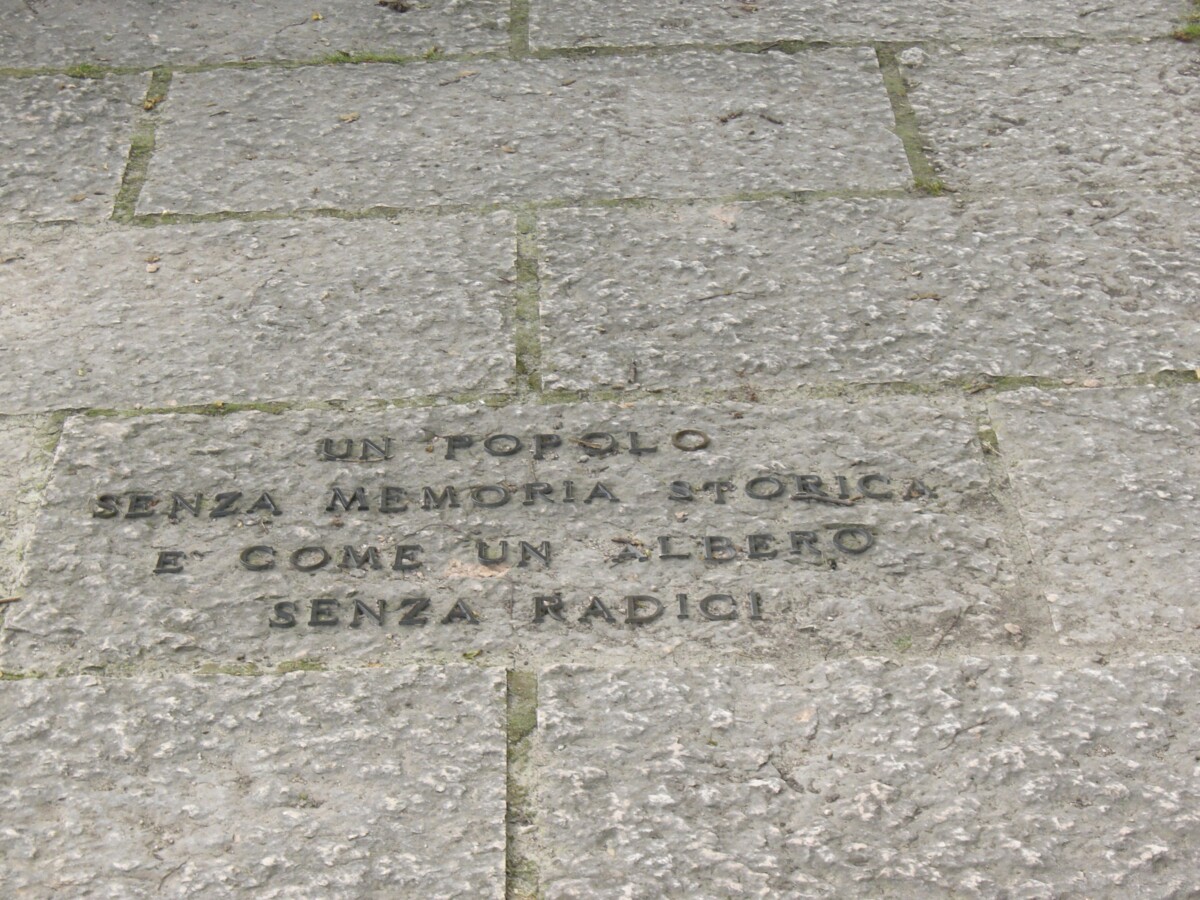 UN POPOLO
SENZA MEMORIA STORICA
E' COME UN ALBERO
SENZA RADICI